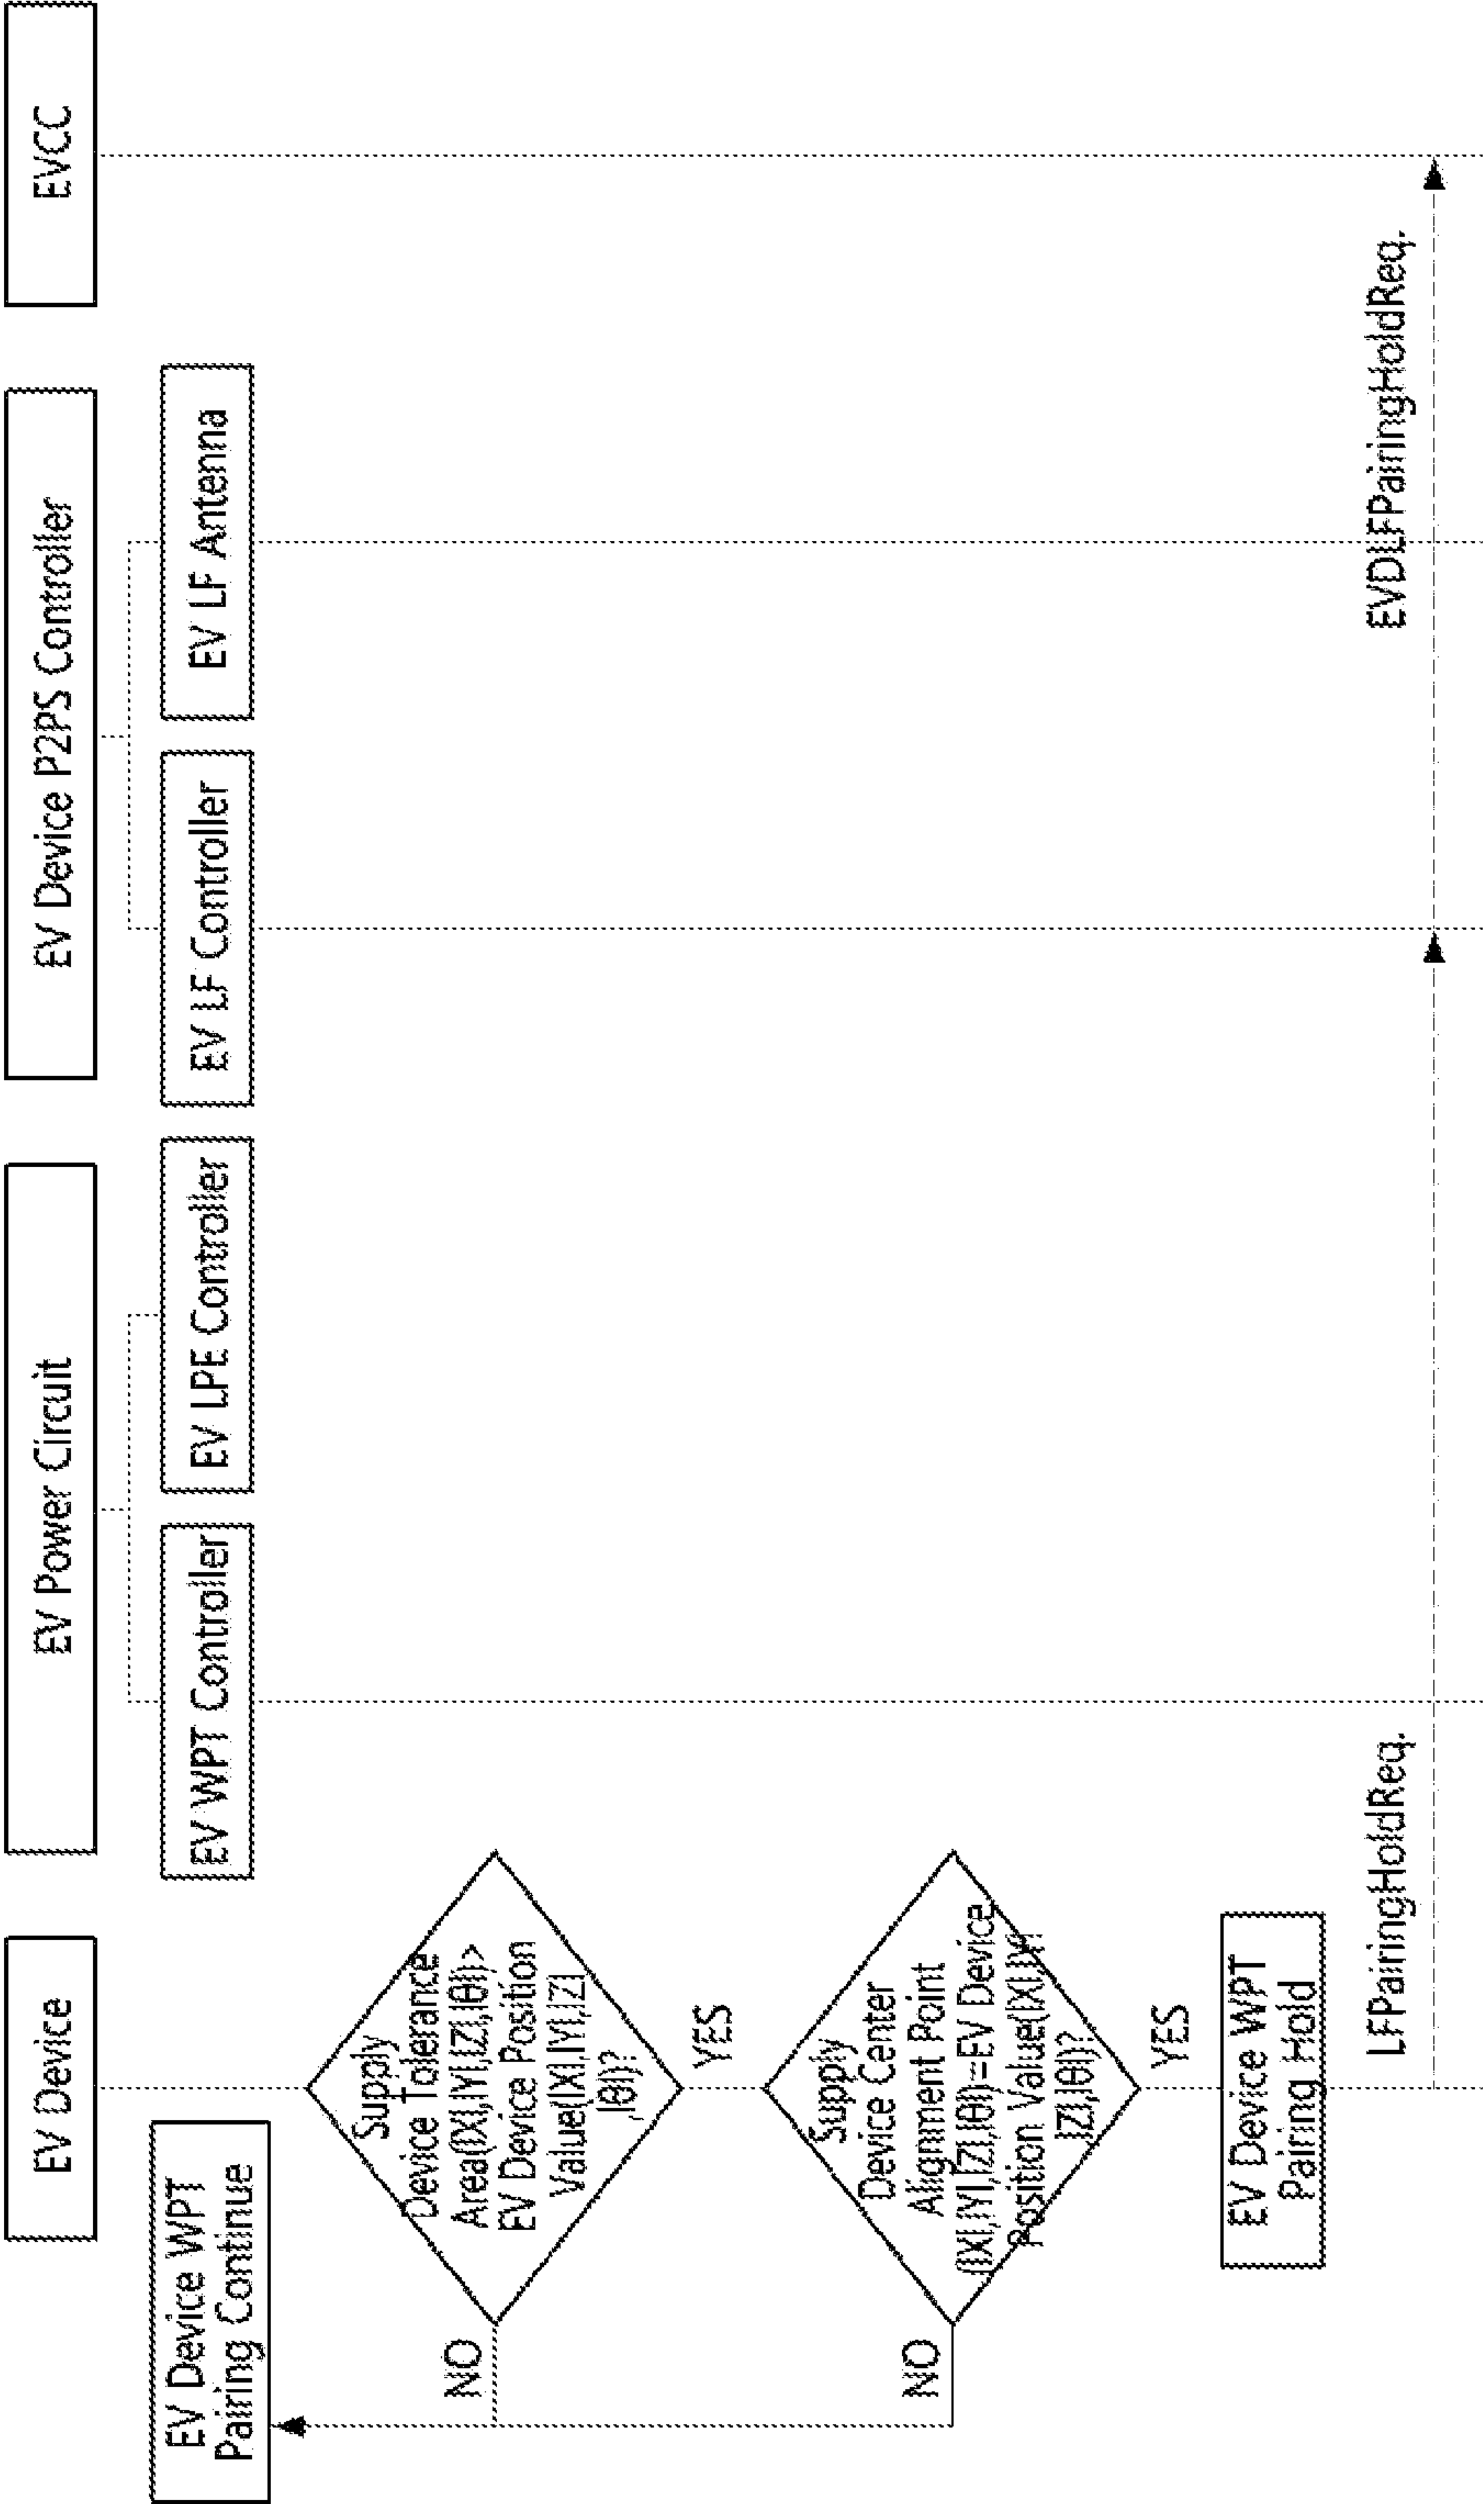 EV Device
EV Power Circuit
EV Device P2PS Controller
EVCC
EV Device WPT
Pairing Continue
EV WPT Controller
EV LPE Controller
EV LF Controller
EV LF Antenna
Supply
Device Tolerance
Area(|X|,|Y|,|Z|,|θ|)>
EV Device Position
Value(|X|,|Y|,|Z|
,|θ|)?
NO
YES
Supply
Device Center
Alignment Point
(|X|,|Y|,|Z|,|θ|)=EV Device
Position Value(|X|,|Y|
|Z|,|θ|)?
NO
YES
EV Device WPT
Pairing Hold
LFPairingHoldReq.
EVDLFPairingHoldReq.